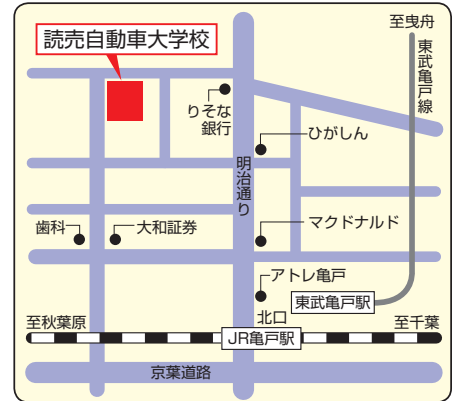 読売自動車大学校
至曳舟
東武亀戸線
りそな
銀行
ひがしん
明治通り
歯科
大和証券
マクドナルド
アトレ亀戸
東武亀戸駅
北口
至秋葉原
至千葉
JR亀戸駅
京葉道路